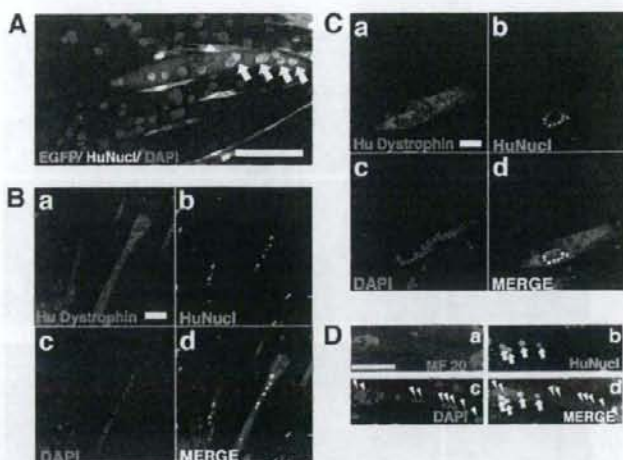 A
EGFP/ HuNucl/ DAPI
B
a
Hu Dystrophin
b
HuNucl
c
DAPI
d
MERGE
C
a
Hu Dystrophin
b
HuNucl
c
DAPI
d
MERGE
D
a
MF 20
b
HuNucl
c
DAPI
d
MERGE